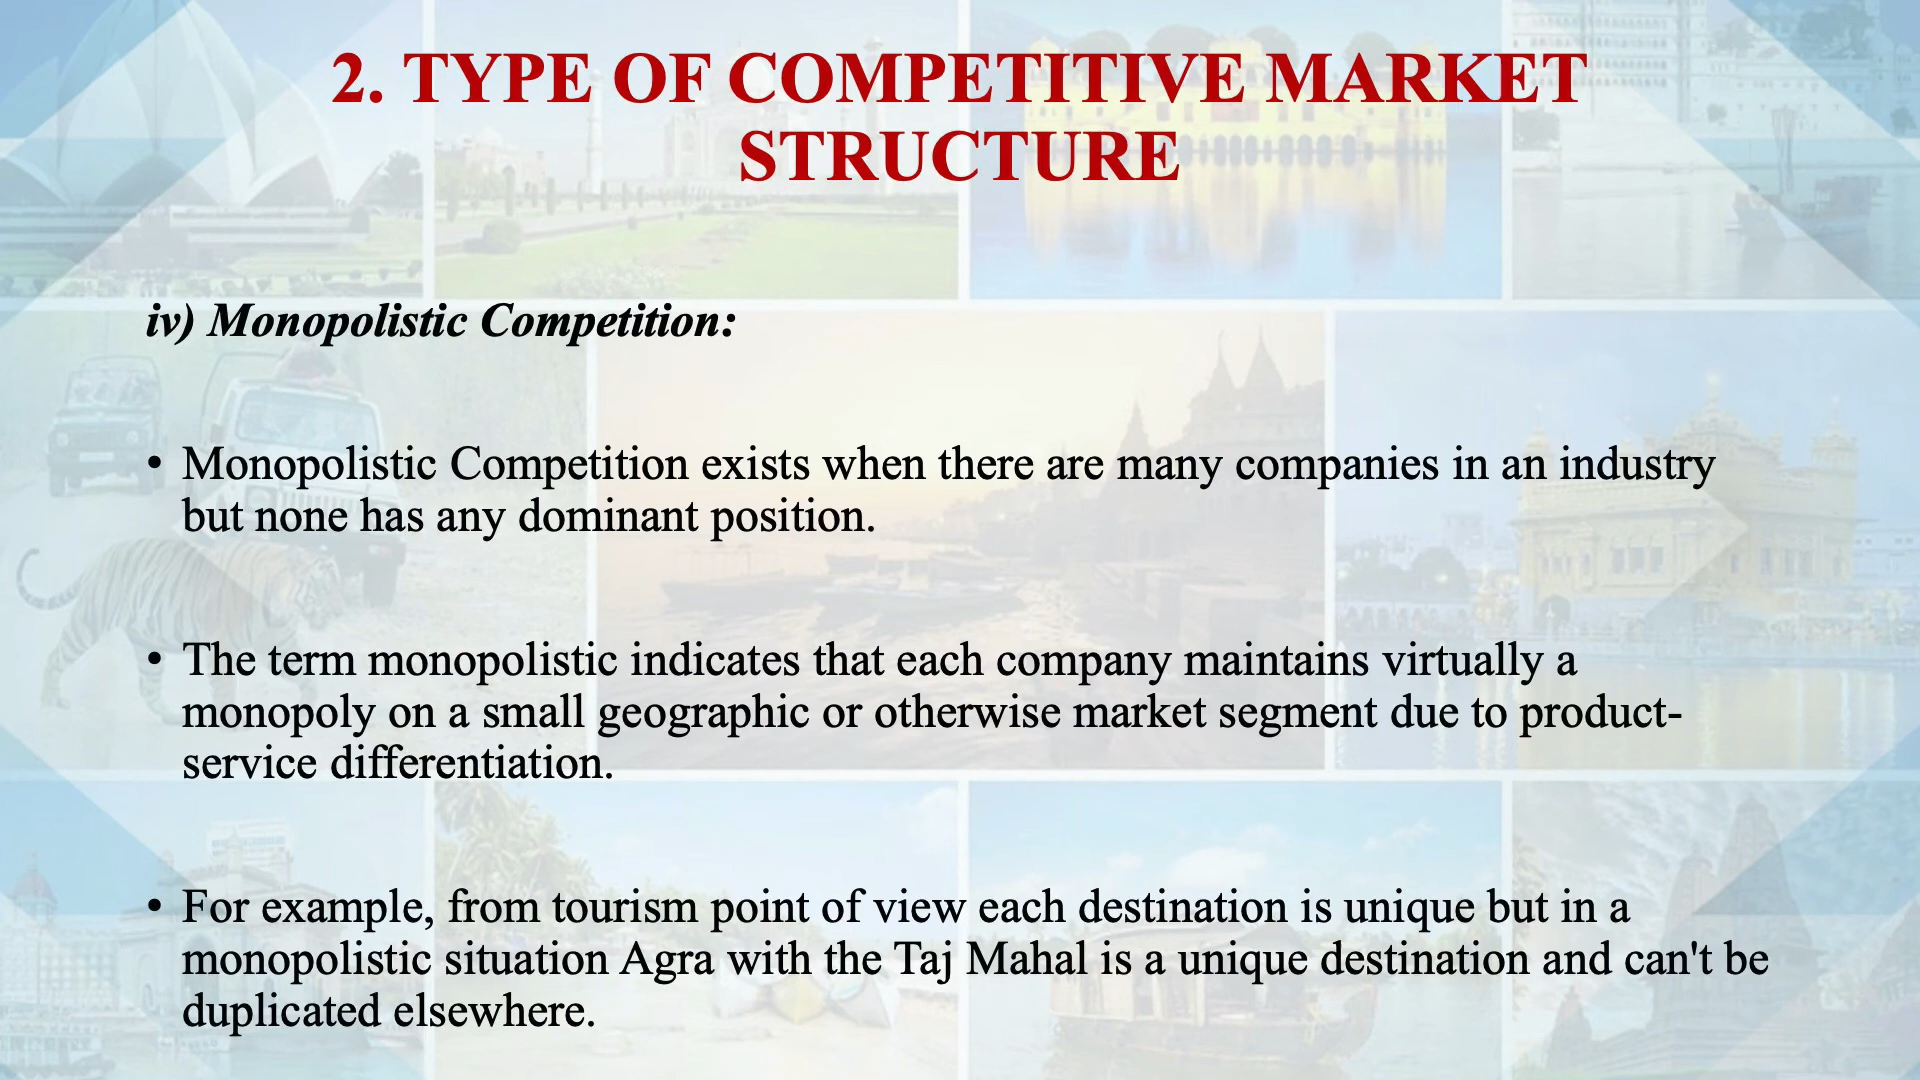 2. TYPE OF COMPETITIVE MARKET
STRUCTURE
iv) Monopolistic Competition:
• Monopolistic Competition exists when there are many companies in an industry
but none has any dominant position.
• The term monopolistic indicates that each company maintains virtually a
monopoly on a small geographic or otherwise market segment due to product-
service differentiation.
• For example, from tourism point of view each destination is unique but in a
monopolistic situation Agra with the Taj Mahal is a unique destination and can't be
duplicated elsewhere.